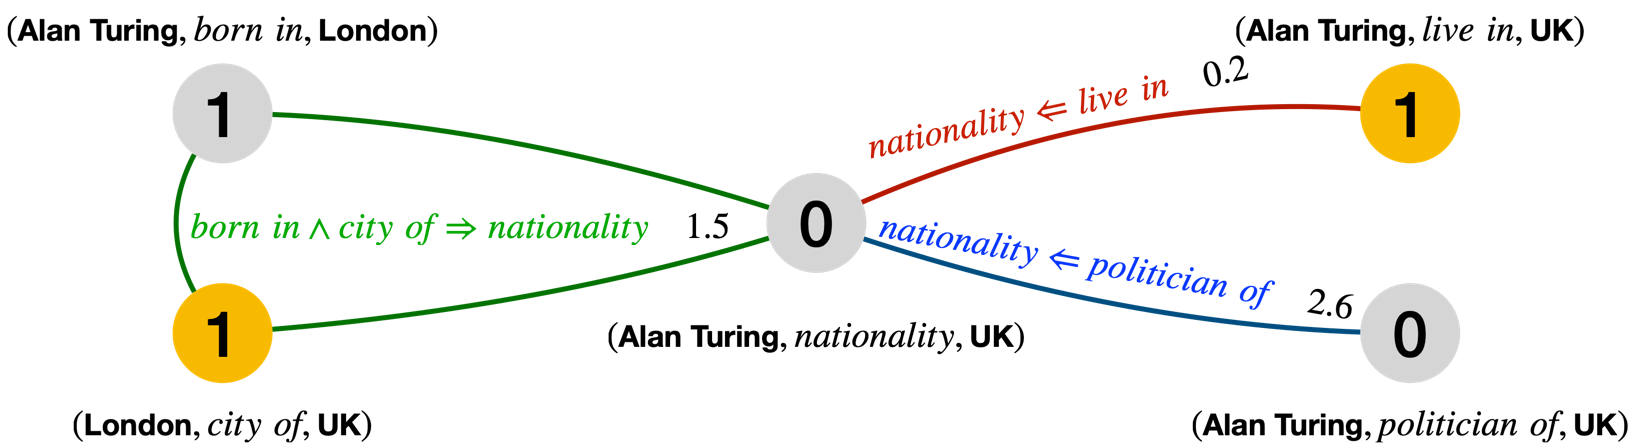 (Alan Turing, born in, London)
(Alan Turing, live in, UK)
1
nationality ⇐ live in 0.2
1
born in ∧ city of ⇒ nationality 1.5
0
nationality ⇐ politician of 2.6
1
(Alan Turing, nationality, UK)
0
(London, city of, UK)
(Alan Turing, politician of, UK)